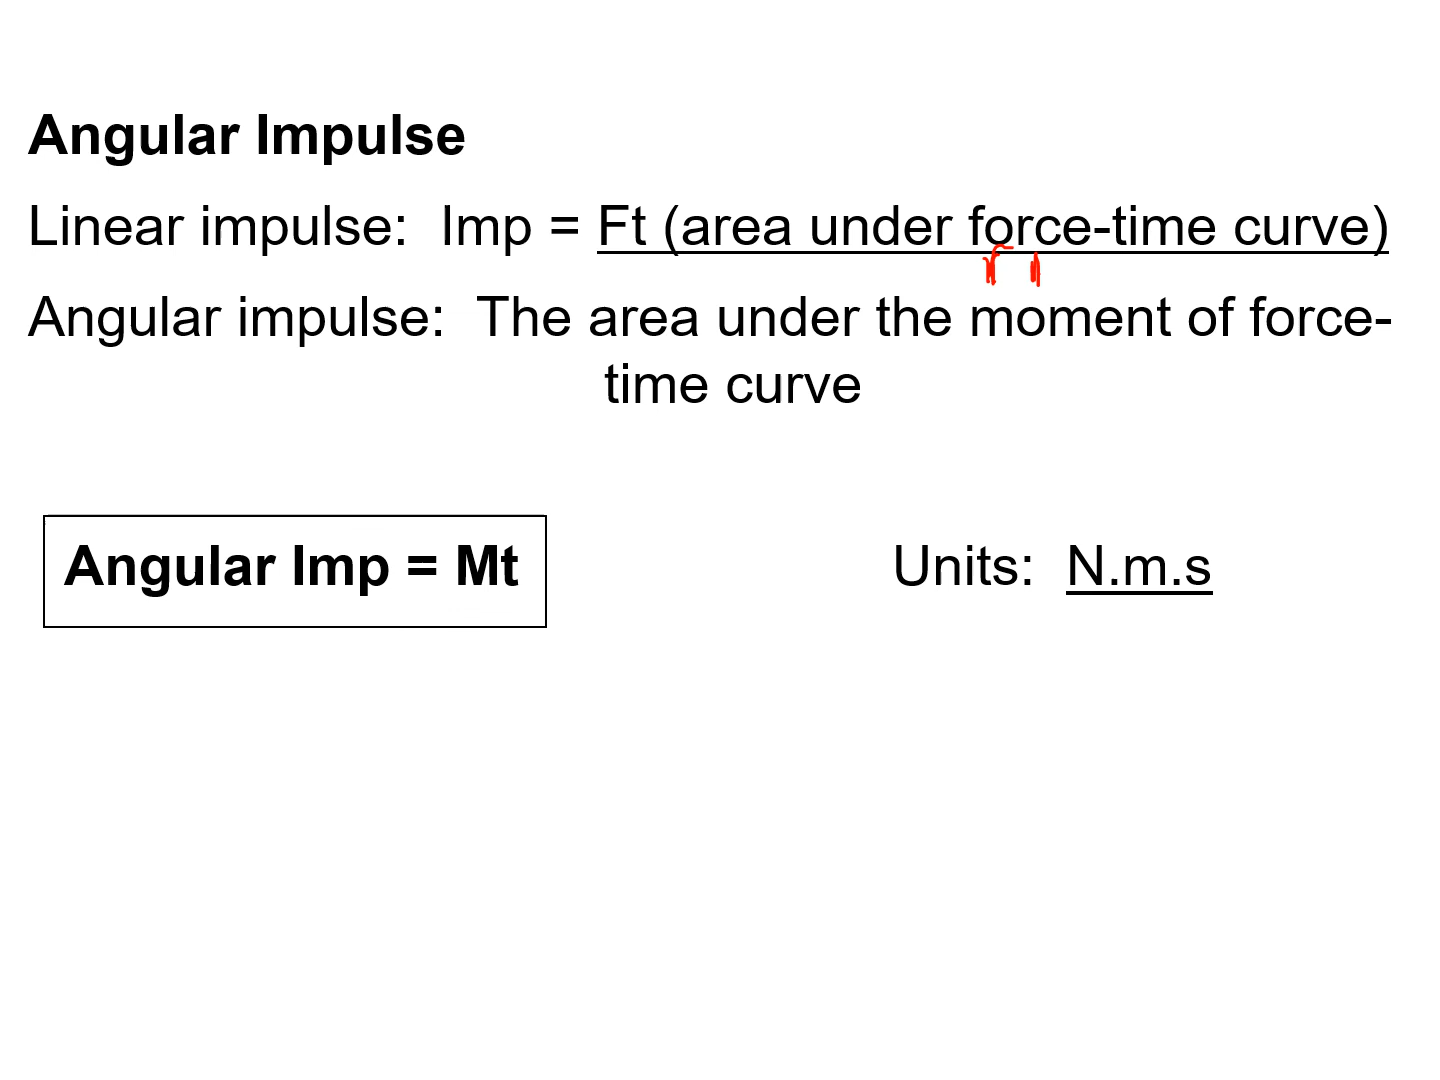 Angular Impulse
Linear impulse: Imp = Ft (area under force-time curve)
Angular impulse: The area under the moment of force-
time curve
Angular Imp = Mt
Units: N.m.s